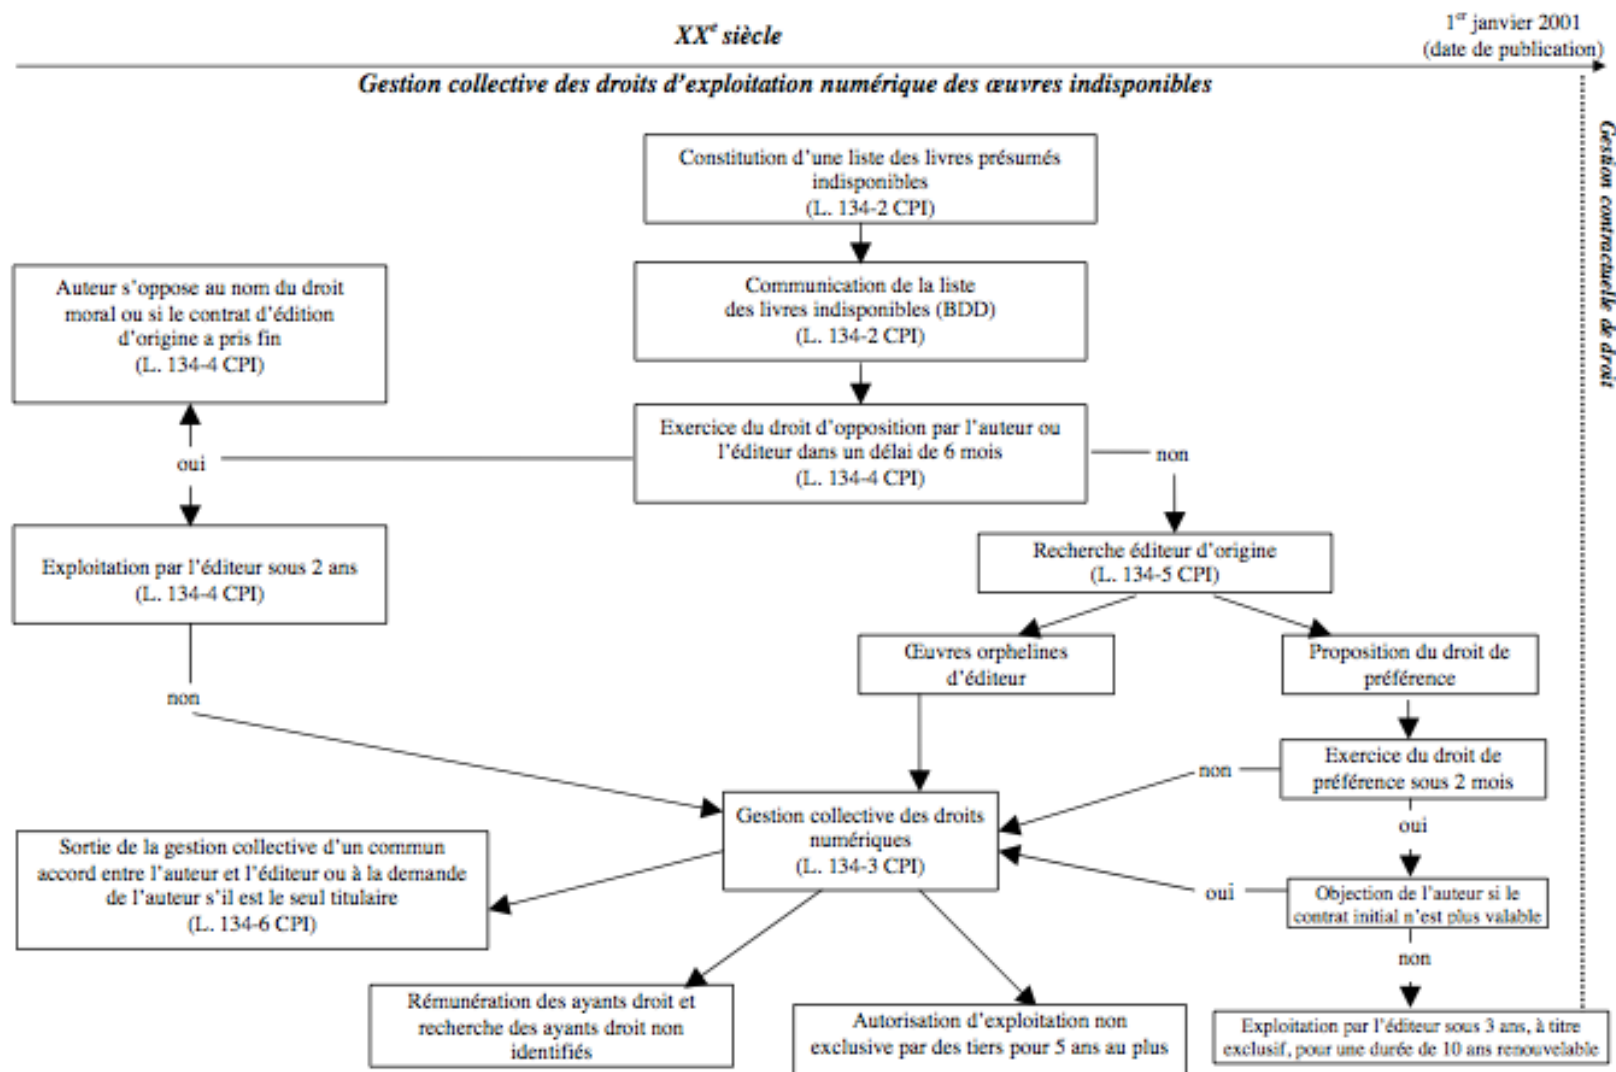 XXe siècle
1er janvier 2001
(date de publication)
Gestion collective des droits d'exploitation numérique des œuvres indisponibles
Gestion contractuelle de droit
Constitution d'une liste des livres présumés
indisponibles
(L. 134-2 CPI)
Auteur s'oppose au nom du droit
moral ou si le contrat d'édition
d'origine a pris fin
(L. 134-4 CPI)
Communication de la liste
des livres indisponibles (BDD)
(L. 134-2 CPI)
Exercice du droit d'opposition par l'auteur ou
l'éditeur dans un délai de 6 mois
(L. 134-4 CPI)
oui
non
Exploitation par l'éditeur sous 2 ans
(L. 134-4 CPI)
Recherche éditeur d'origine
(L. 134-5 CPI)
Œuvres orphelines
d'éditeur
Proposition du droit de
préférence
non
Exercice du droit de
préférence sous 2 mois
non
oui
Gestion collective des droits
numériques
(L. 134-3 CPI)
Sortie de la gestion collective d'un commun
accord entre l'auteur et l'éditeur ou à la demande
de l'auteur s'il est le seul titulaire
(L. 134-6 CPI)
oui
Objection de l'auteur si le
contrat initial n'est plus valable
non
Rémunération des ayants droit et
recherche des ayants droit non
identifiés
Autorisation d'exploitation non
exclusive par des tiers pour 5 ans au plus
Exploitation par l'éditeur sous 3 ans, à titre
exclusif, pour une durée de 10 ans renouvelable